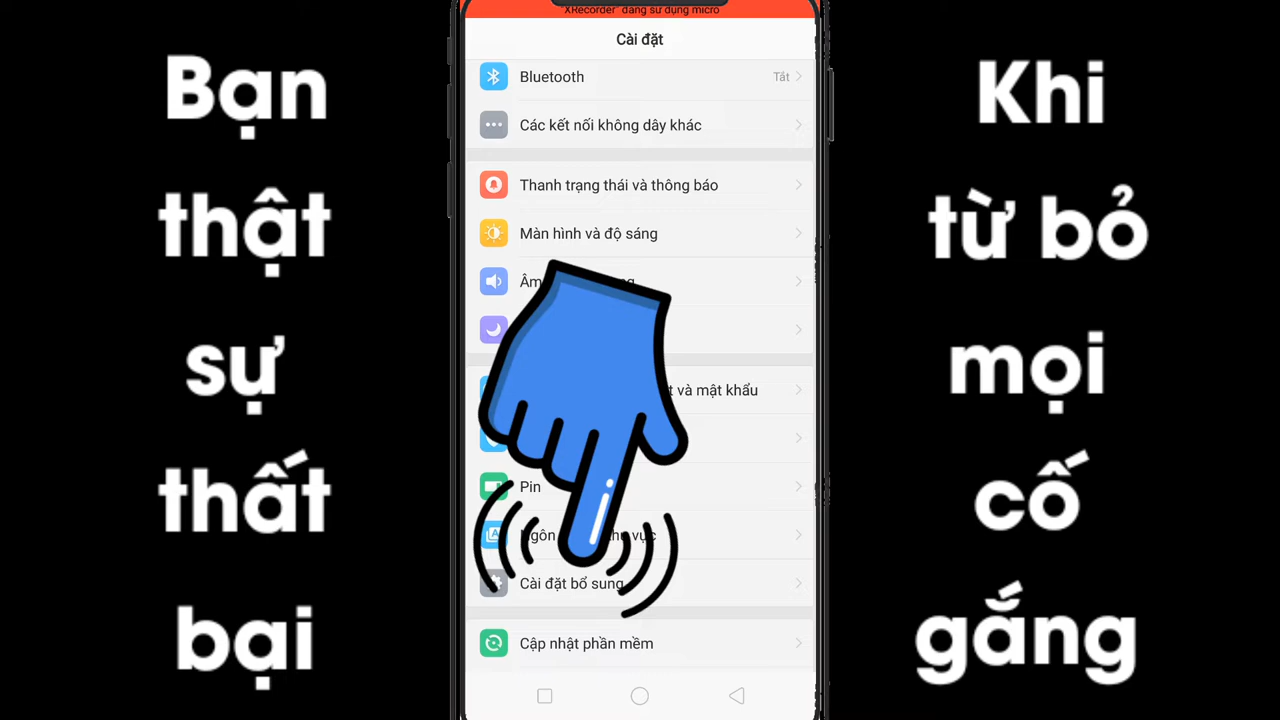 Bạn
thật
sự
thất
bại
XRecorder đang sử dụng micro
Cài đặt
Bluetooth
Tắt
Các kết nối không dây khác
Thanh trạng thái và thông báo
Màn hình và độ sáng
và mật khẩu
Pin
Cài đặt bổ sung
Cập nhật phần mềm
Khi
từ bỏ
mọi
cố
gắng